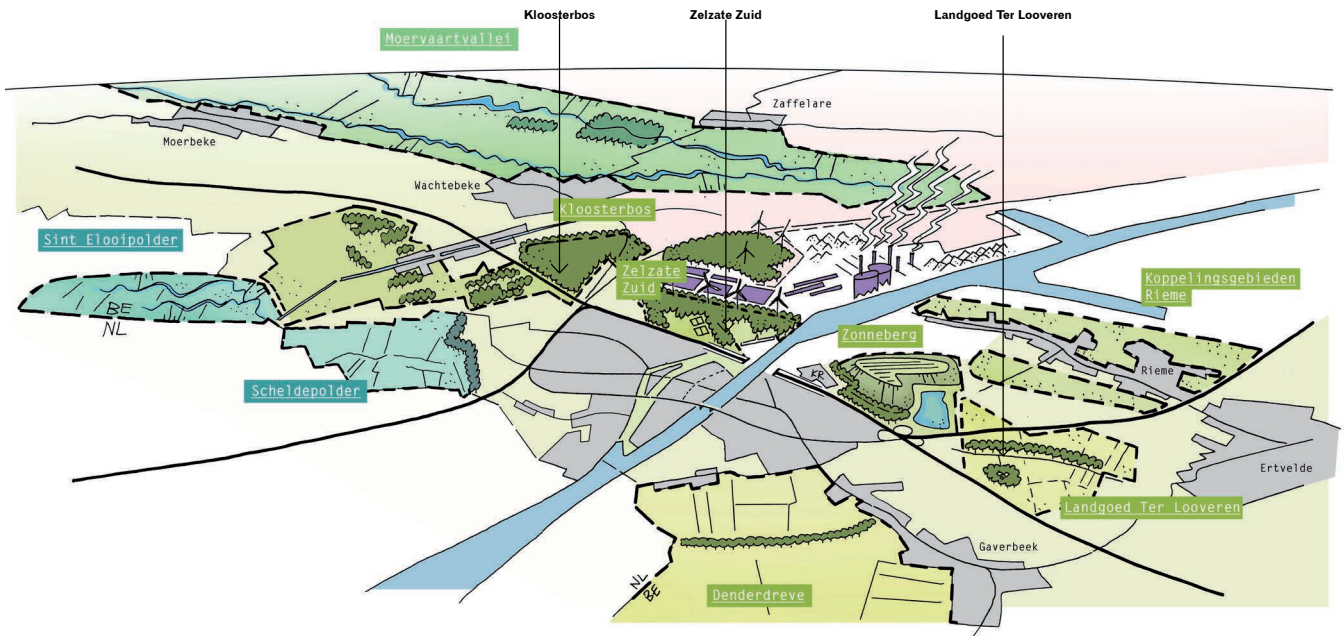 Kloosterbos
Zelzate Zuid
Landgoed Ter Looveren
Moervaartvallei
Zaffelare
Moerbeke
Wachtebeke
Kloosterbos
Sint Elooipolder
Zelzate
Zuid
Koppelingsgebieden
Rieme
BE
NL
Zonneberg
KR
Rieme
Scheldepolder
Ertvelde
Landgoed Ter Looveren
Gaverbeek
NL
BE
Denderdreve